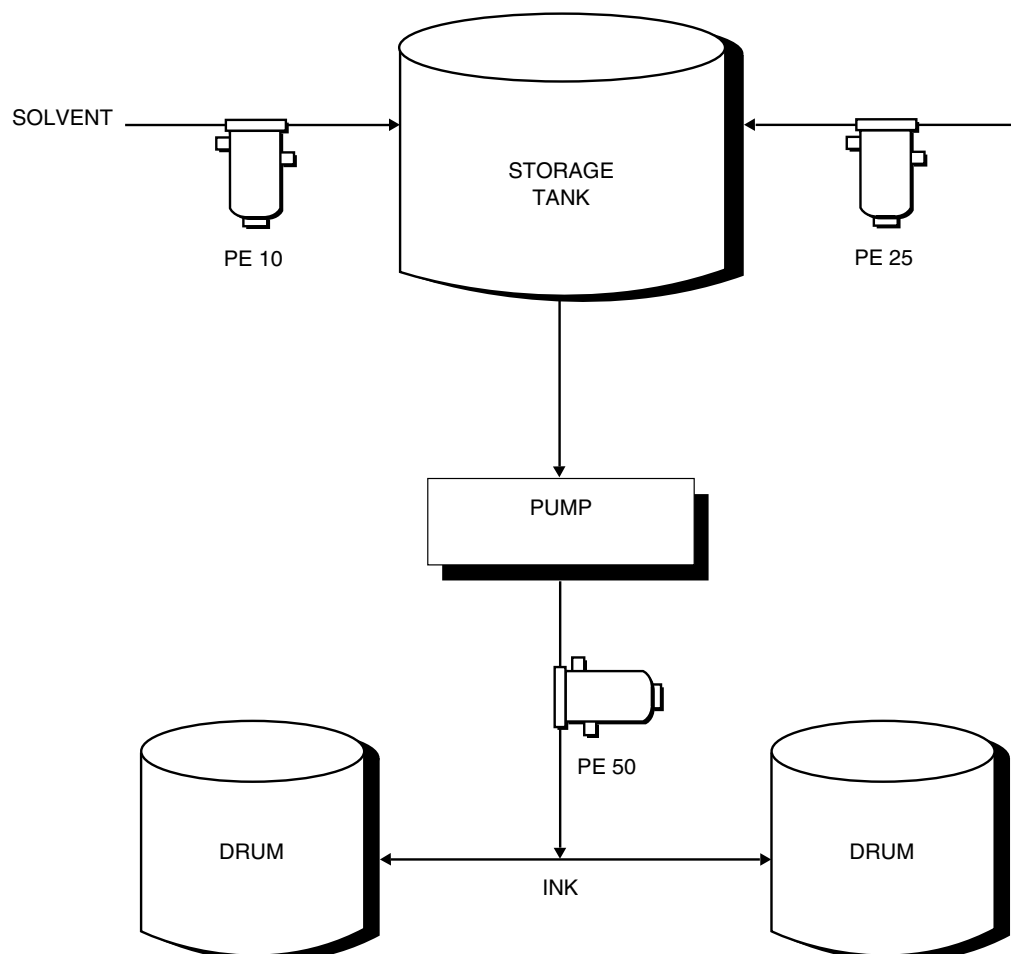 SOLVENT
STORAGE
TANK
PE 10
PE 25
PUMP
PE 50
DRUM
DRUM
INK